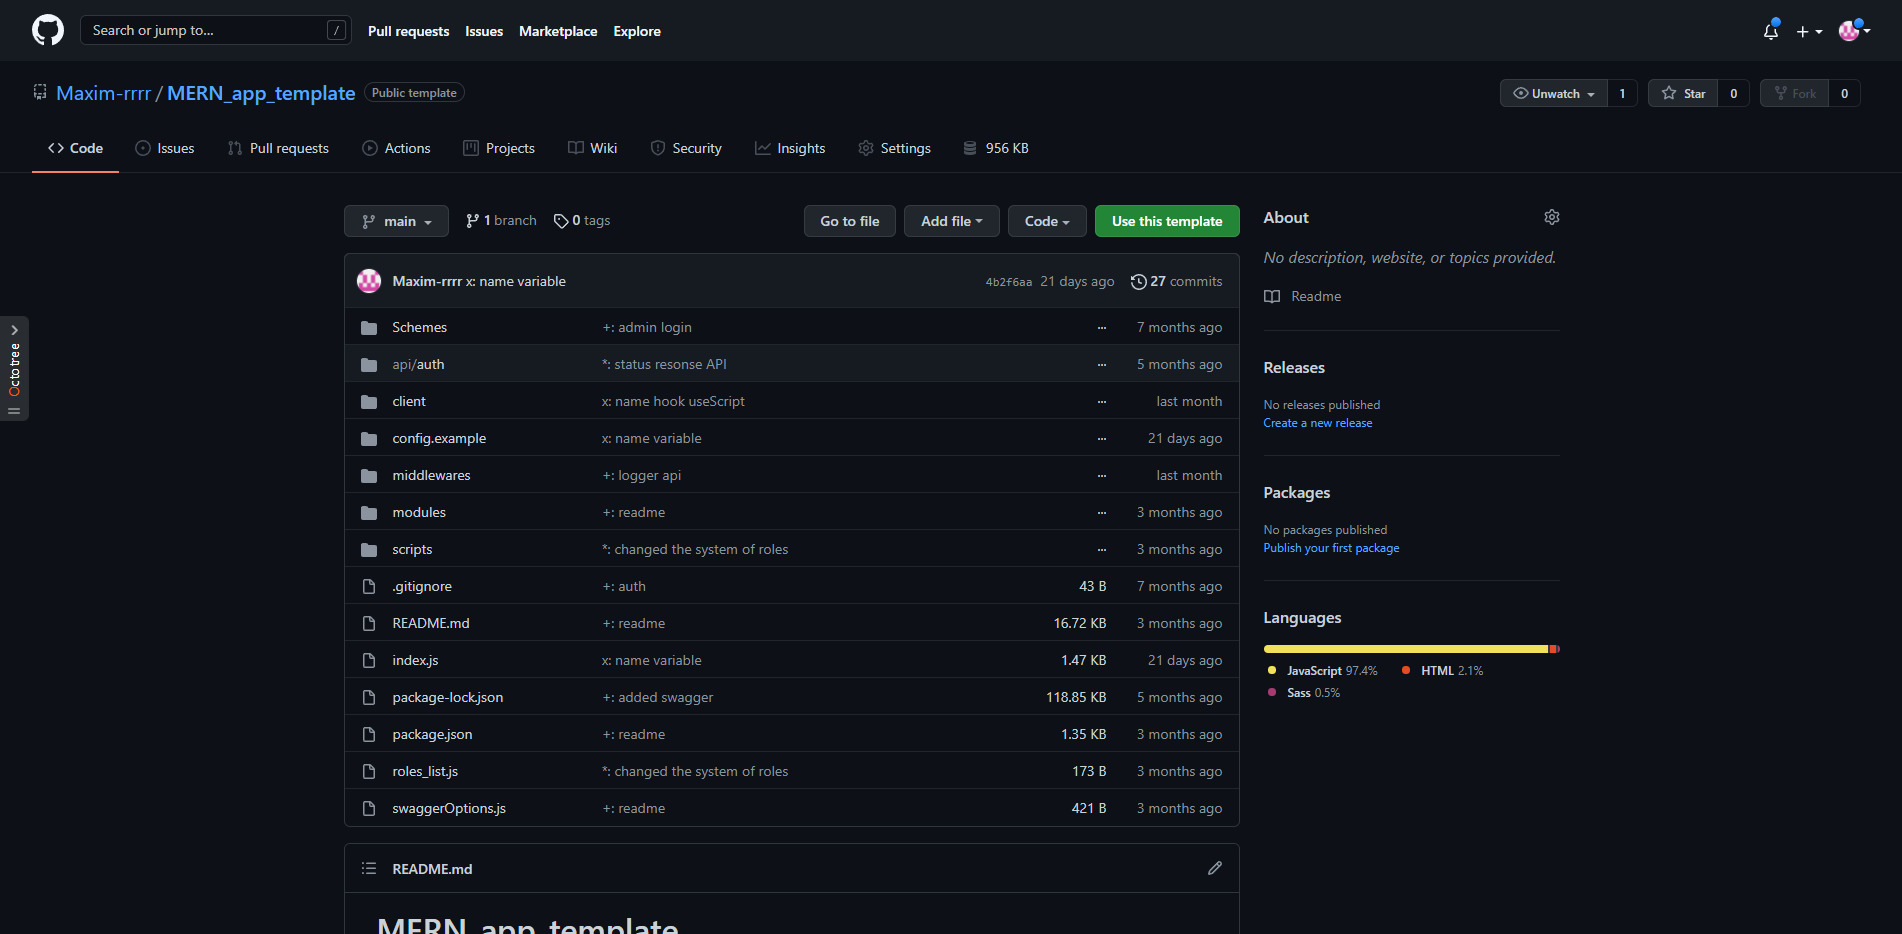 Search or jump to... /
Pull requests Issues Marketplace Explore
Maxim-rrrr / MERN_app_template Public template
Unwatch 1 Star 0 Fork 0
Code Issues Pull requests Actions Projects Wiki Security Insights Settings 956 KB
main 1 branch 0 tags Go to file Add file Code Use this template
Maxim-rrrr x: name variable 4b2f6aa 21 days ago 27 commits
Schemes +: admin login ... 7 months ago
api/auth *: status resonse API ... 5 months ago
client x: name hook useScript ... last month
config.example x: name variable ... 21 days ago
middlewares +: logger api ... last month
modules +: readme ... 3 months ago
scripts *: changed the system of roles ... 3 months ago
.gitignore +: auth 43 B 7 months ago
README.md +: readme 16.72 KB 3 months ago
index.js x: name variable 1.47 KB 21 days ago
package-lock.json +: added swagger 118.85 KB 5 months ago
package.json +: readme 1.35 KB 3 months ago
roles_list.js *: changed the system of roles 173 B 3 months ago
swaggerOptions.js +: readme 421 B 3 months ago
README.md
MERN_app_template
About
No description, website, or topics provided.
Readme
Releases
No releases published
Create a new release
Packages
No packages published
Publish your first package
Languages
JavaScript 97.4% HTML 2.1%
Sass 0.5%
Octotree